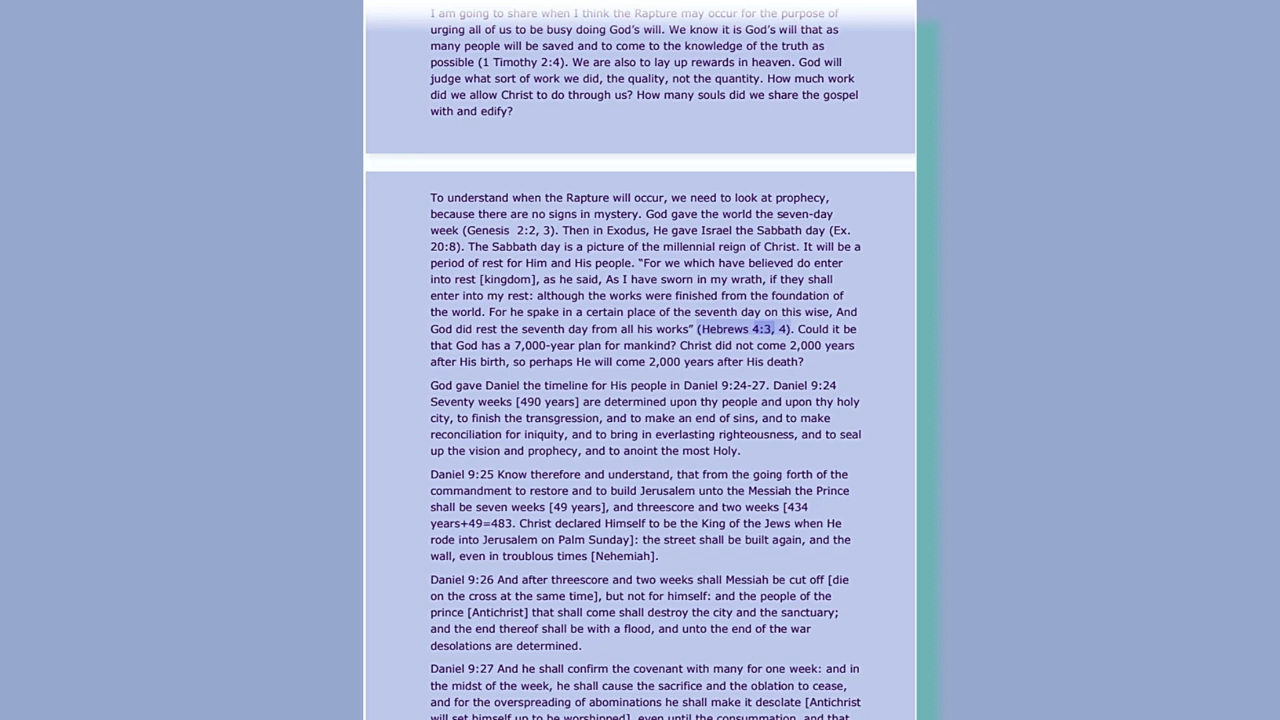 I am going to share when I think the Rapture may occur for the purpose of
urging all of us to be busy doing God's will. We know it is God's will that as
many people will be saved and to come to the knowledge of the truth as
possible (1 Timothy 2:4). We are also to lay up rewards in heaven. God will
judge what sort of work we did, the quality, not the quantity. How much work
did we allow Christ to do through us? How many souls did we share the gospel
with and edify?
To understand when the Rapture will occur, we need to look at prophecy,
because there are no signs in mystery. God gave the world the seven-day
week (Genesis  2:2, 3). Then in Exodus, He gave Israel the Sabbath day (Ex.
20:8). The Sabbath day is a picture of the millennial reign of Christ. It will be a
period of rest for Him and His people. "For we which have believed do enter
into rest [kingdom], as he said, As I have sworn in my wrath, if they shall
enter into my rest: although the works were finished from the foundation of
the world. For he spake in a certain place of the seventh day on this wise, And
God did rest the seventh day from all his works" (Hebrews 4:3, 4). Could it be
that God has a 7,000-year plan for mankind? Christ did not come 2,000 years
after His birth, so perhaps He will come 2,000 years after His death?
God gave Daniel the timeline for His people in Daniel 9:24-27. Daniel 9:24
Seventy weeks [490 years] are determined upon thy people and upon thy holy
city, to finish the transgression, and to make an end of sins, and to make
reconciliation for iniquity, and to bring in everlasting righteousness, and to seal
up the vision and prophecy, and to anoint the most Holy.
Daniel 9:25 Know therefore and understand, that from the going forth of the
commandment to restore and to build Jerusalem unto the Messiah the Prince
shall be seven weeks [49 years], and threescore and two weeks [434
years+49=483. Christ declared Himself to be the King of the Jews when He
rode into Jerusalem on Palm Sunday]: the street shall be built again, and the
wall, even in troublous times [Nehemiah].
Daniel 9:26 And after threescore and two weeks shall Messiah be cut off [die
on the cross at the same time], but not for himself: and the people of the
prince [Antichrist] that shall come shall destroy the city and the sanctuary;
and the end thereof shall be with a flood, and unto the end of the war
desolations are determined.
Daniel 9:27 And he shall confirm the covenant with many for one week: and in
the midst of the week, he shall cause the sacrifice and the oblation to cease,
and for the overspreading of abominations he shall make it desolate [Antichrist
will set himself up to be worshipped], even until the consummation, and that